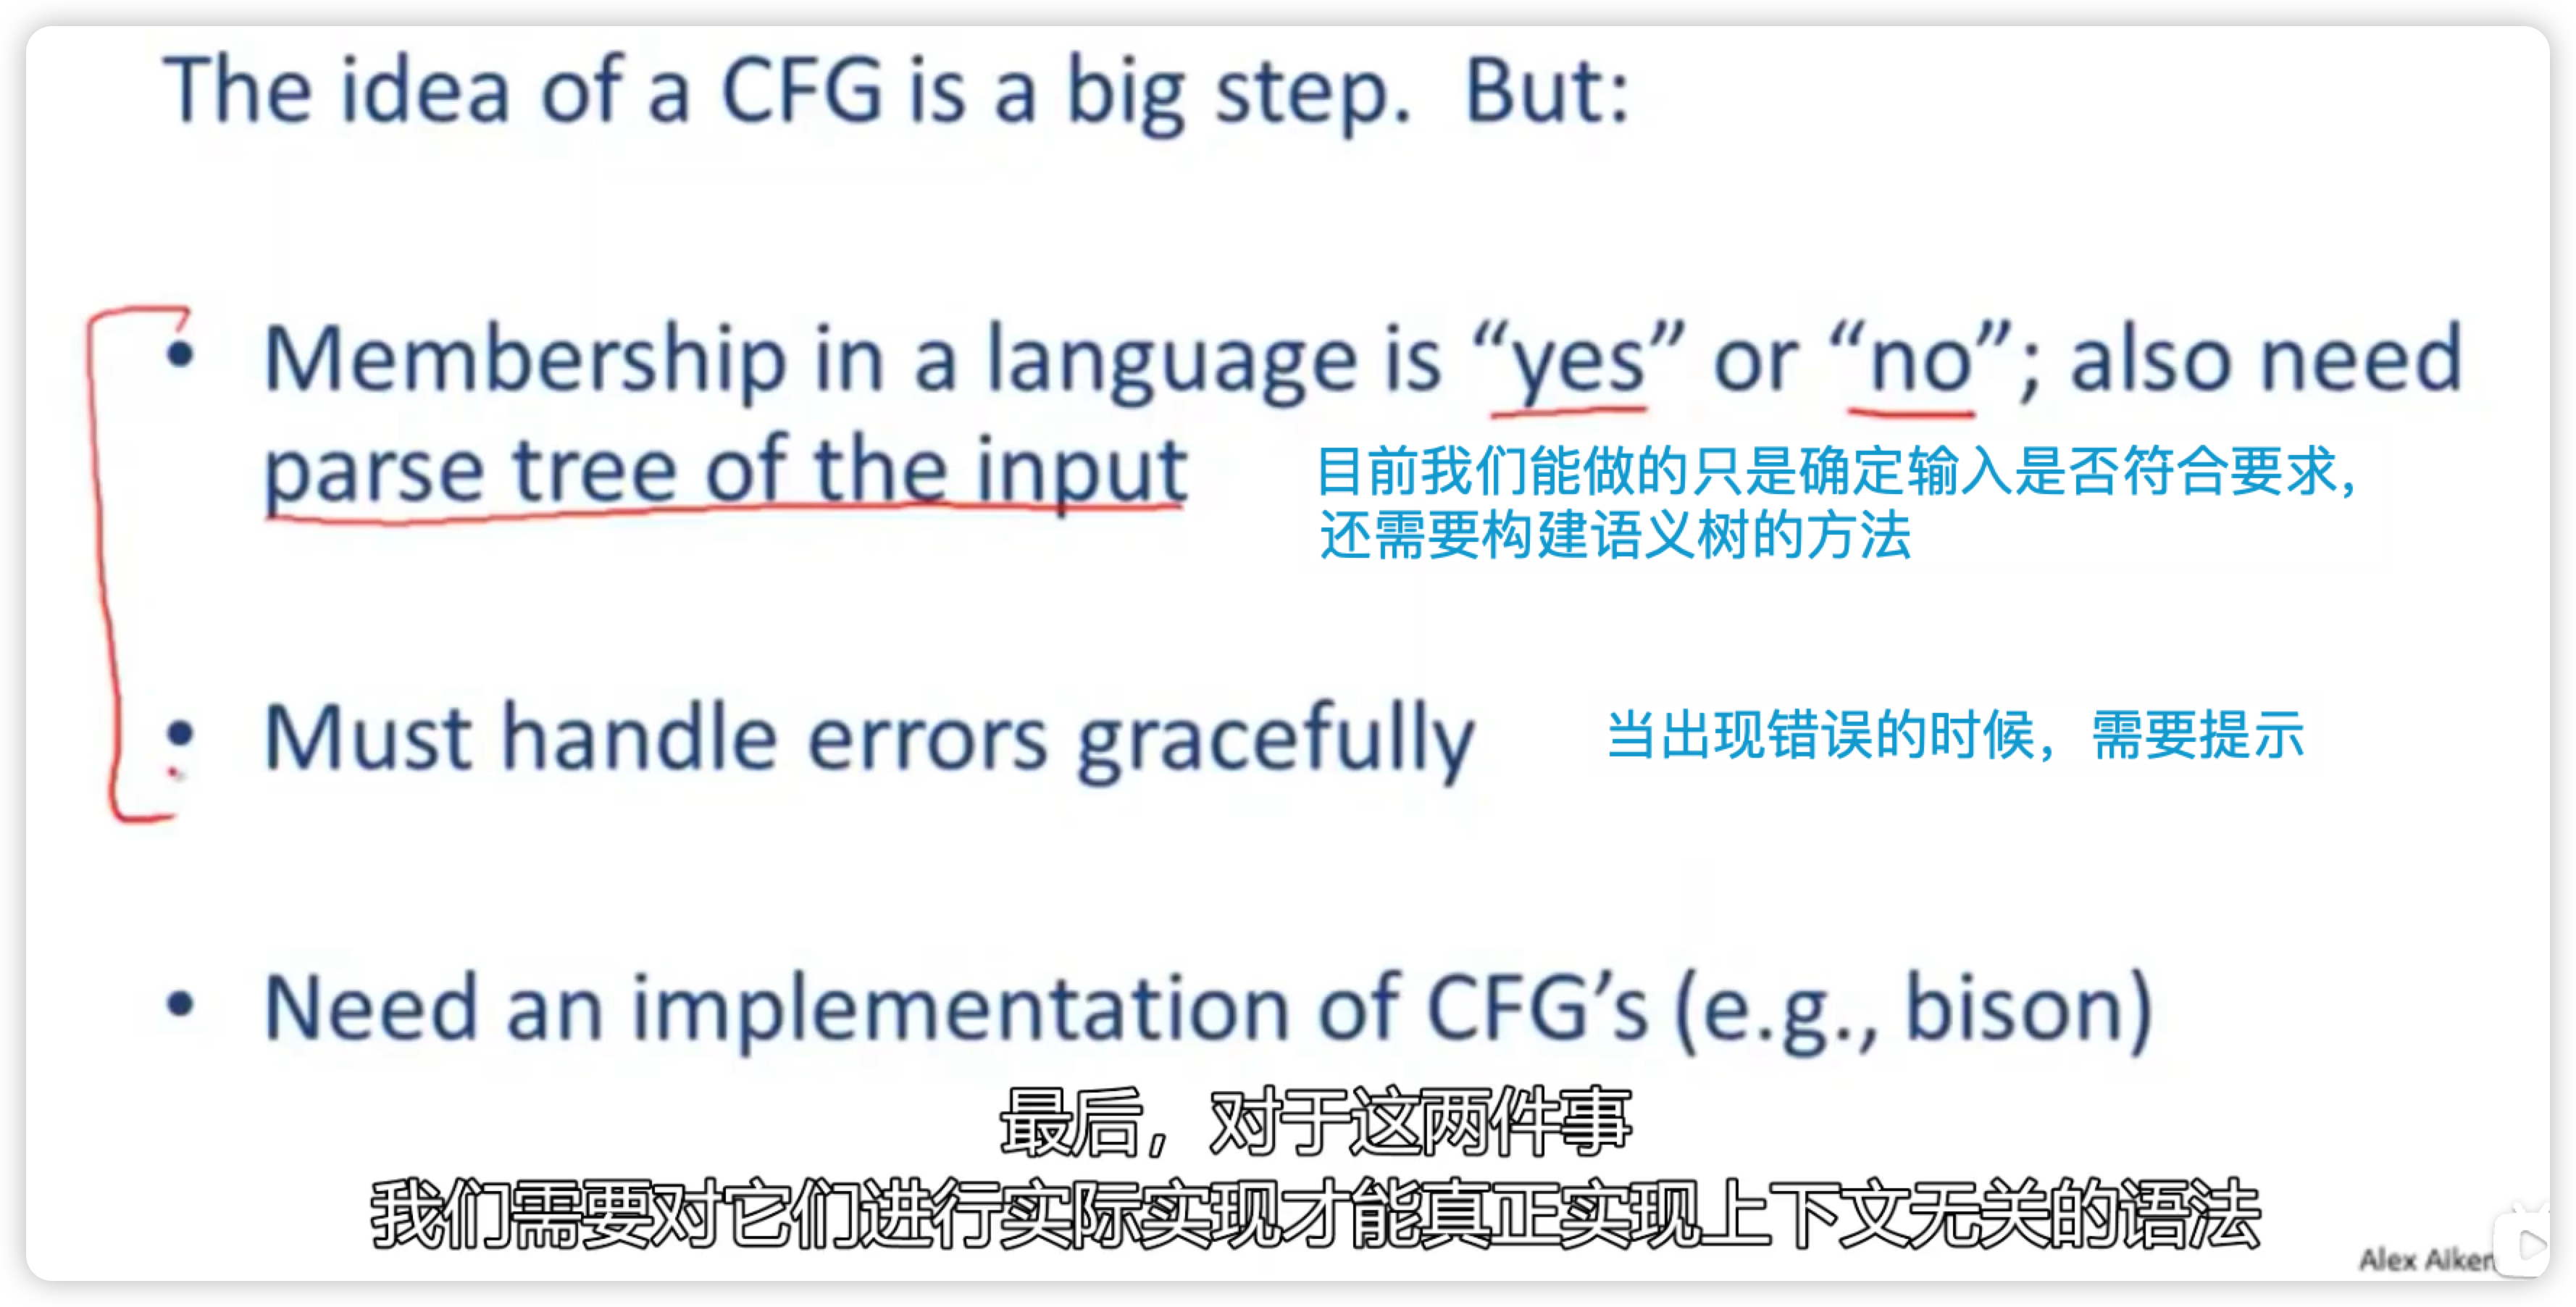 The idea of a CFG is a big step. But:
• Membership in a language is “yes” or “no”; also need
parse tree of the input
目前我们能做的只是确定输入是否符合要求，
还需要构建语义树的方法
• Must handle errors gracefully
当出现错误的时候，需要提示
• Need an implementation of CFG’s (e.g., bison)
最后，对于这两件事
我们需要对它们进行实际实现才能真正实现上下文无关的语法
Alex Aiken